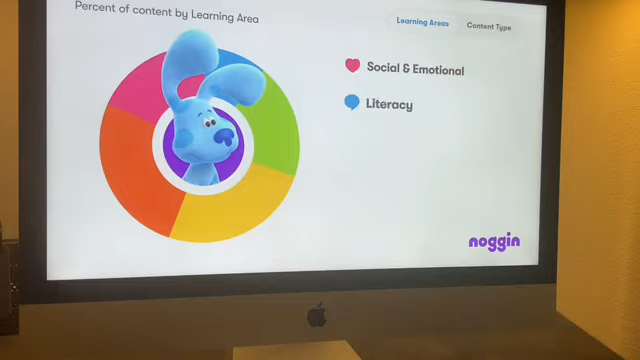 Percent of content by Learning Area
Learning Areas
Content Type
Social & Emotional
Literacy
noggin